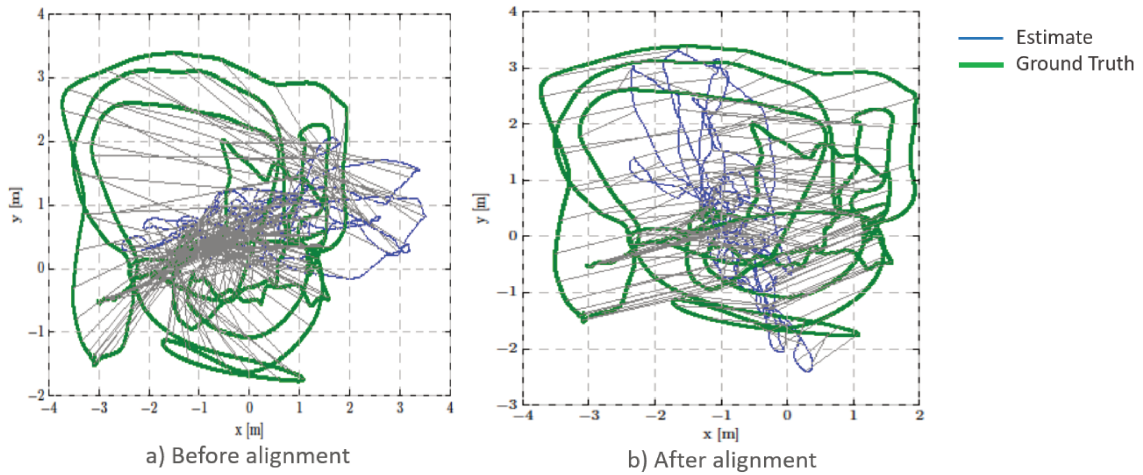 4
3
2
1
0
−1
−2
y [m]
−4 −3 −2 −1 0 1 2 3 4
x [m]
a) Before alignment
4
3
2
1
0
−1
−2
−3
y [m]
−4 −3 −2 −1 0 1 2
x [m]
b) After alignment
Estimate
Ground Truth